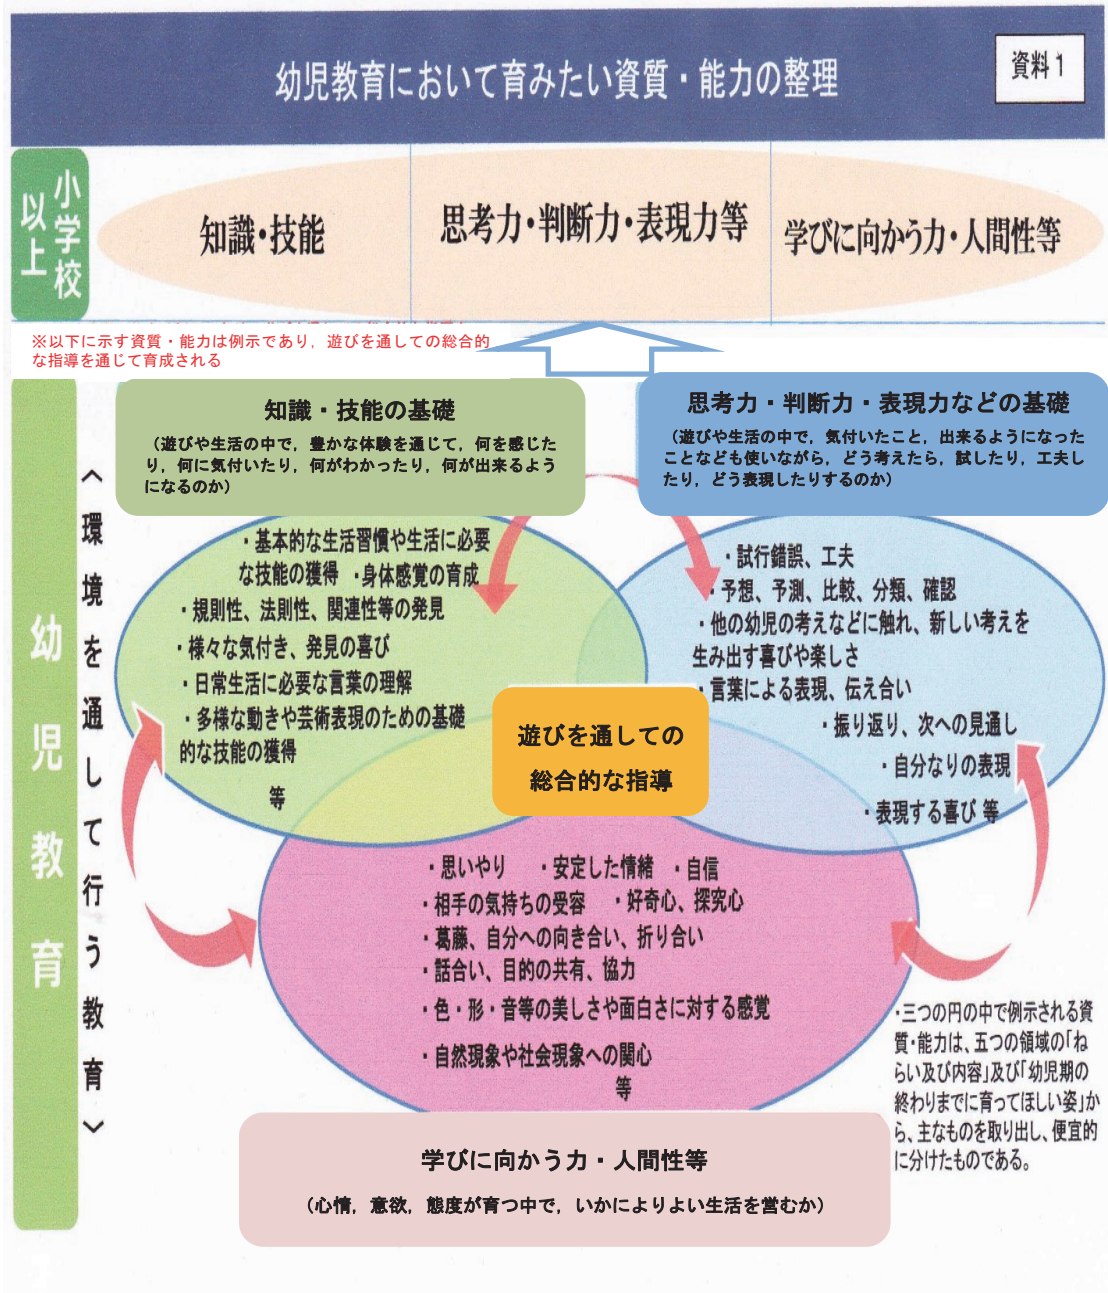 幼児教育において育みたい資質・能力の整理
資料1
小学校
以上
知識・技能
思考力・判断力・表現力等
学びに向かう力・人間性等
※以下に示す資質・能力は例示であり，遊びを通しての総合的
な指導を通じて育成される
幼児教育
〈環境を通して行う教育〉
知識・技能の基礎
（遊びや生活の中で，豊かな体験を通じて，何を感じた
り，何に気付いたり，何がわかったり，何が出来るよう
になるのか）
思考力・判断力・表現力などの基礎
（遊びや生活の中で，気付いたこと，出来るようになった
ことなども使いながら，どう考えたら，試したり，工夫し
たり，どう表現したりするのか）
・基本的な生活習慣や生活に必要
な技能の獲得 ・身体感覚の育成
・規則性、法則性、関連性等の発見
・様々な気付き、発見の喜び
・日常生活に必要な言葉の理解
・多様な動きや芸術表現のための基礎
的な技能の獲得
等
・試行錯誤、工夫
・予想、予測、比較、分類、確認
・他の幼児の考えなどに触れ、新しい考えを
生み出す喜びや楽しさ
・言葉による表現、伝え合い
・振り返り、次への見通し
・自分なりの表現
・表現する喜び 等
遊びを通しての
総合的な指導
・思いやり ・安定した情緒 ・自信
・相手の気持ちの受容 ・好奇心、探究心
・葛藤、自分への向き合い、折り合い
・話合い、目的の共有、協力
・色・形・音等の美しさや面白さに対する感覚
・自然現象や社会現象への関心
等
・三つの円の中で例示される資
質・能力は、五つの領域の「ね
らい及び内容」及び「幼児期の
終わりまでに育ってほしい姿」か
ら、主なものを取り出し、便宜的
に分けたものである。
学びに向かう力・人間性等
（心情，意欲，態度が育つ中で，いかによりよい生活を営むか）